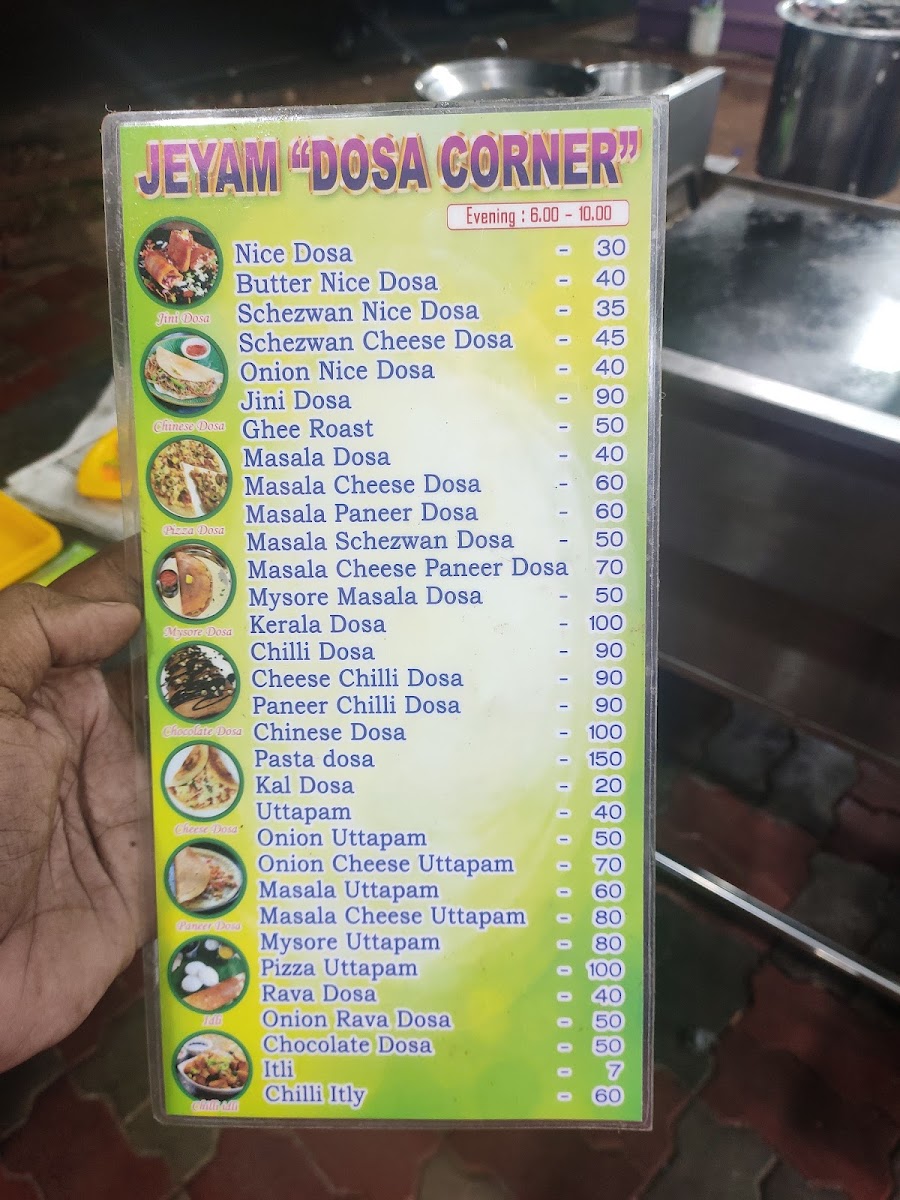 JEYAM "DOSA CORNER"
Evening : 6.00 - 10.00
Nice Dosa - 30
Butter Nice Dosa - 40
Schezwan Nice Dosa - 35
Schezwan Cheese Dosa - 45
Onion Nice Dosa - 40
Jini Dosa - 90
Ghee Roast - 50
Masala Dosa - 40
Masala Cheese Dosa - 60
Masala Paneer Dosa - 60
Masala Schezwan Dosa - 50
Masala Cheese Paneer Dosa 70
Mysore Masala Dosa - 50
Kerala Dosa - 100
Chilli Dosa - 90
Cheese Chilli Dosa - 90
Paneer Chilli Dosa - 90
Chinese Dosa - 100
Pasta dosa - 150
Kal Dosa - 20
Uttapam - 40
Onion Uttapam - 50
Onion Cheese Uttapam - 70
Masala Uttapam - 60
Masala Cheese Uttapam - 80
Mysore Uttapam - 80
Pizza Uttapam - 100
Rava Dosa - 40
Onion Rava Dosa - 50
Chocolate Dosa - 50
Itli - 7
Chilli Itly - 60
Jini Dosa
Chinese Dosa
Pizza Dosa
Mysore Dosa
Chocolate Dosa
Cheese Dosa
Paneer Dosa
Idli
Chilli idli